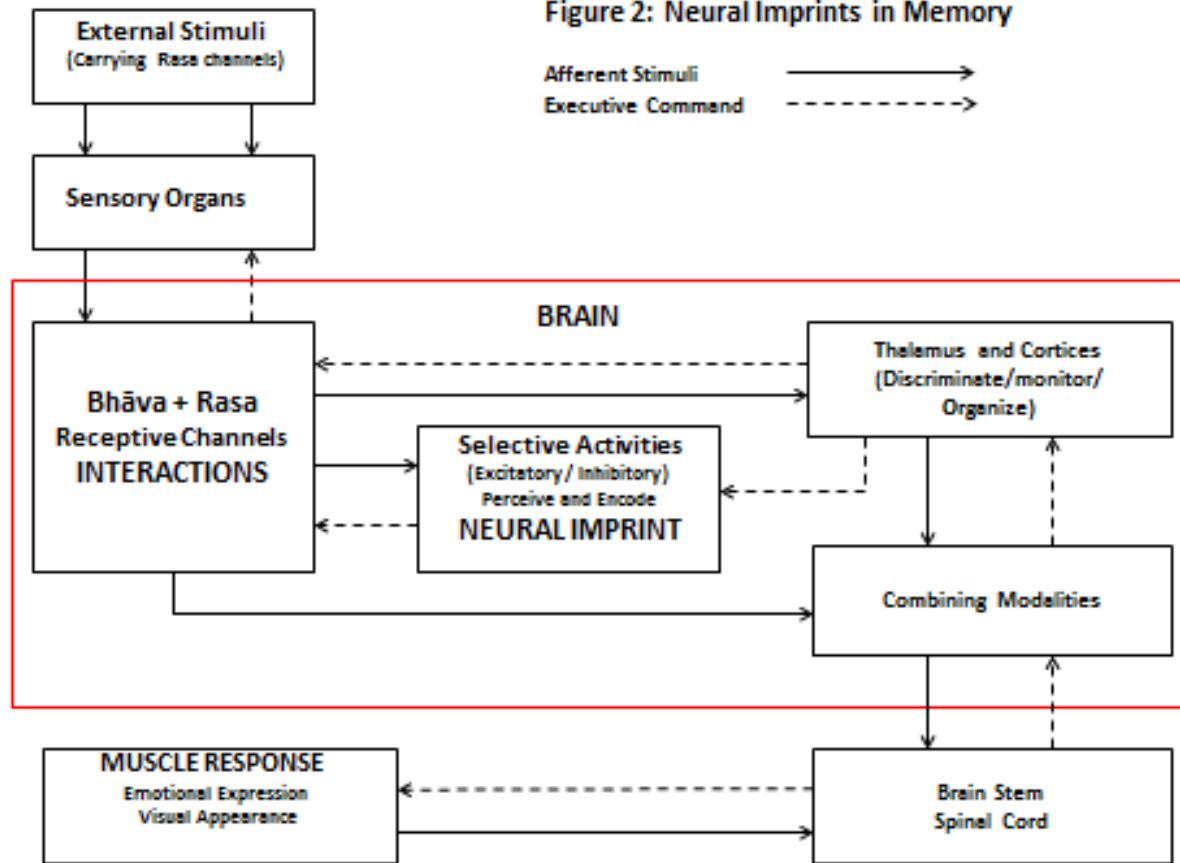 Figure 2: Neural Imprints in Memory
External Stimuli
(Carrying Rasa channels)
Afferent Stimuli
Executive Command
Sensory Organs
BRAIN
Bhāva + Rasa
Receptive Channels
INTERACTIONS
Thalamus and Cortices
(Discriminate/monitor/
Organize)
Selective Activities
(Excitatory / Inhibitory)
Perceive and Encode
NEURAL IMPRINT
Combining Modalities
MUSCLE RESPONSE
Emotional Expression
Visual Appearance
Brain Stem
Spinal Cord